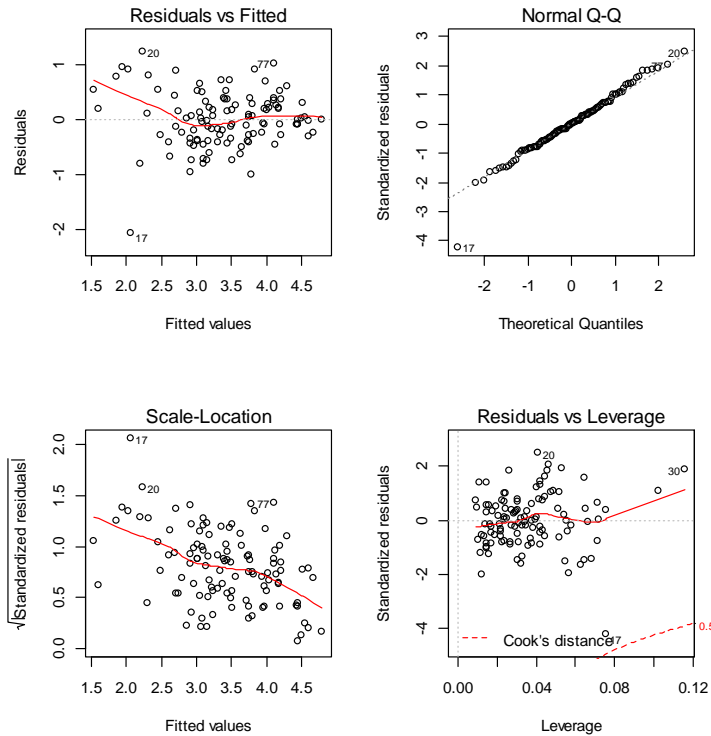 Residuals vs Fitted
Residuals
1
0
-1
-2
20
77
17
1.5 2.0 2.5 3.0 3.5 4.0 4.5
Fitted values
Normal Q-Q
Standardized residuals
3
2
1
0
-1
2
3
-4
20
77
17
-2 -1 0 1 2
Theoretical Quantiles
Scale-Location
√|Standardized residuals|
2.0
1.5
1.0
0.5
0.0
17
20
77
1.5 2.0 2.5 3.0 3.5 4.0 4.5
Fitted values
Residuals vs Leverage
Standardized residuals
2
0
-2
-4
20
30
17
Cook's distance
0.5
0.00 0.04 0.08 0.12
Leverage